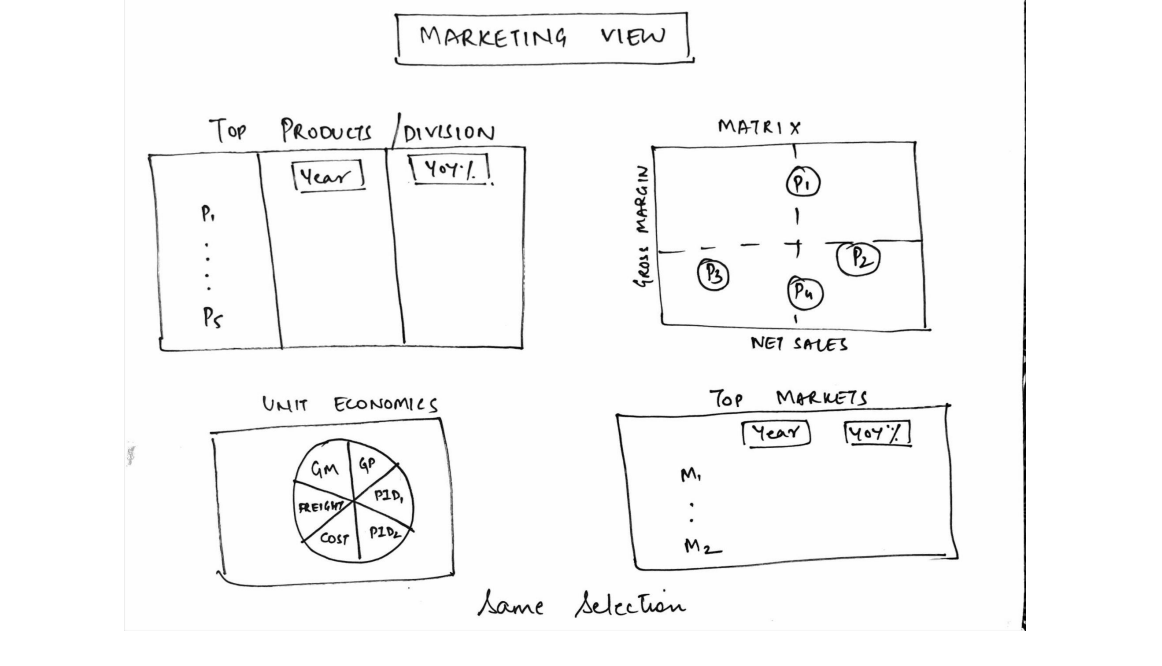 MARKETING VIEW
TOP PRODUCTS / DIVISION
Year YOY%
P1
P5
MATRIX
GROSS MARGIN
P1
P2
P3
P4
NET SALES
UNIT ECONOMICS
GM GP
FREIGHT PID1
COST PID2
TOP MARKETS
Year YOY%
M1
M2
Same Selection